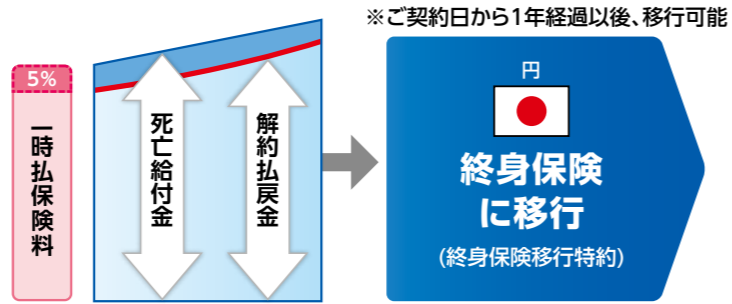 ※ご契約日から1年経過以後、移行可能
5%
一時払保険料
死亡給付金
解約払戻金
円
終身保険
に移行
(終身保険移行特約)